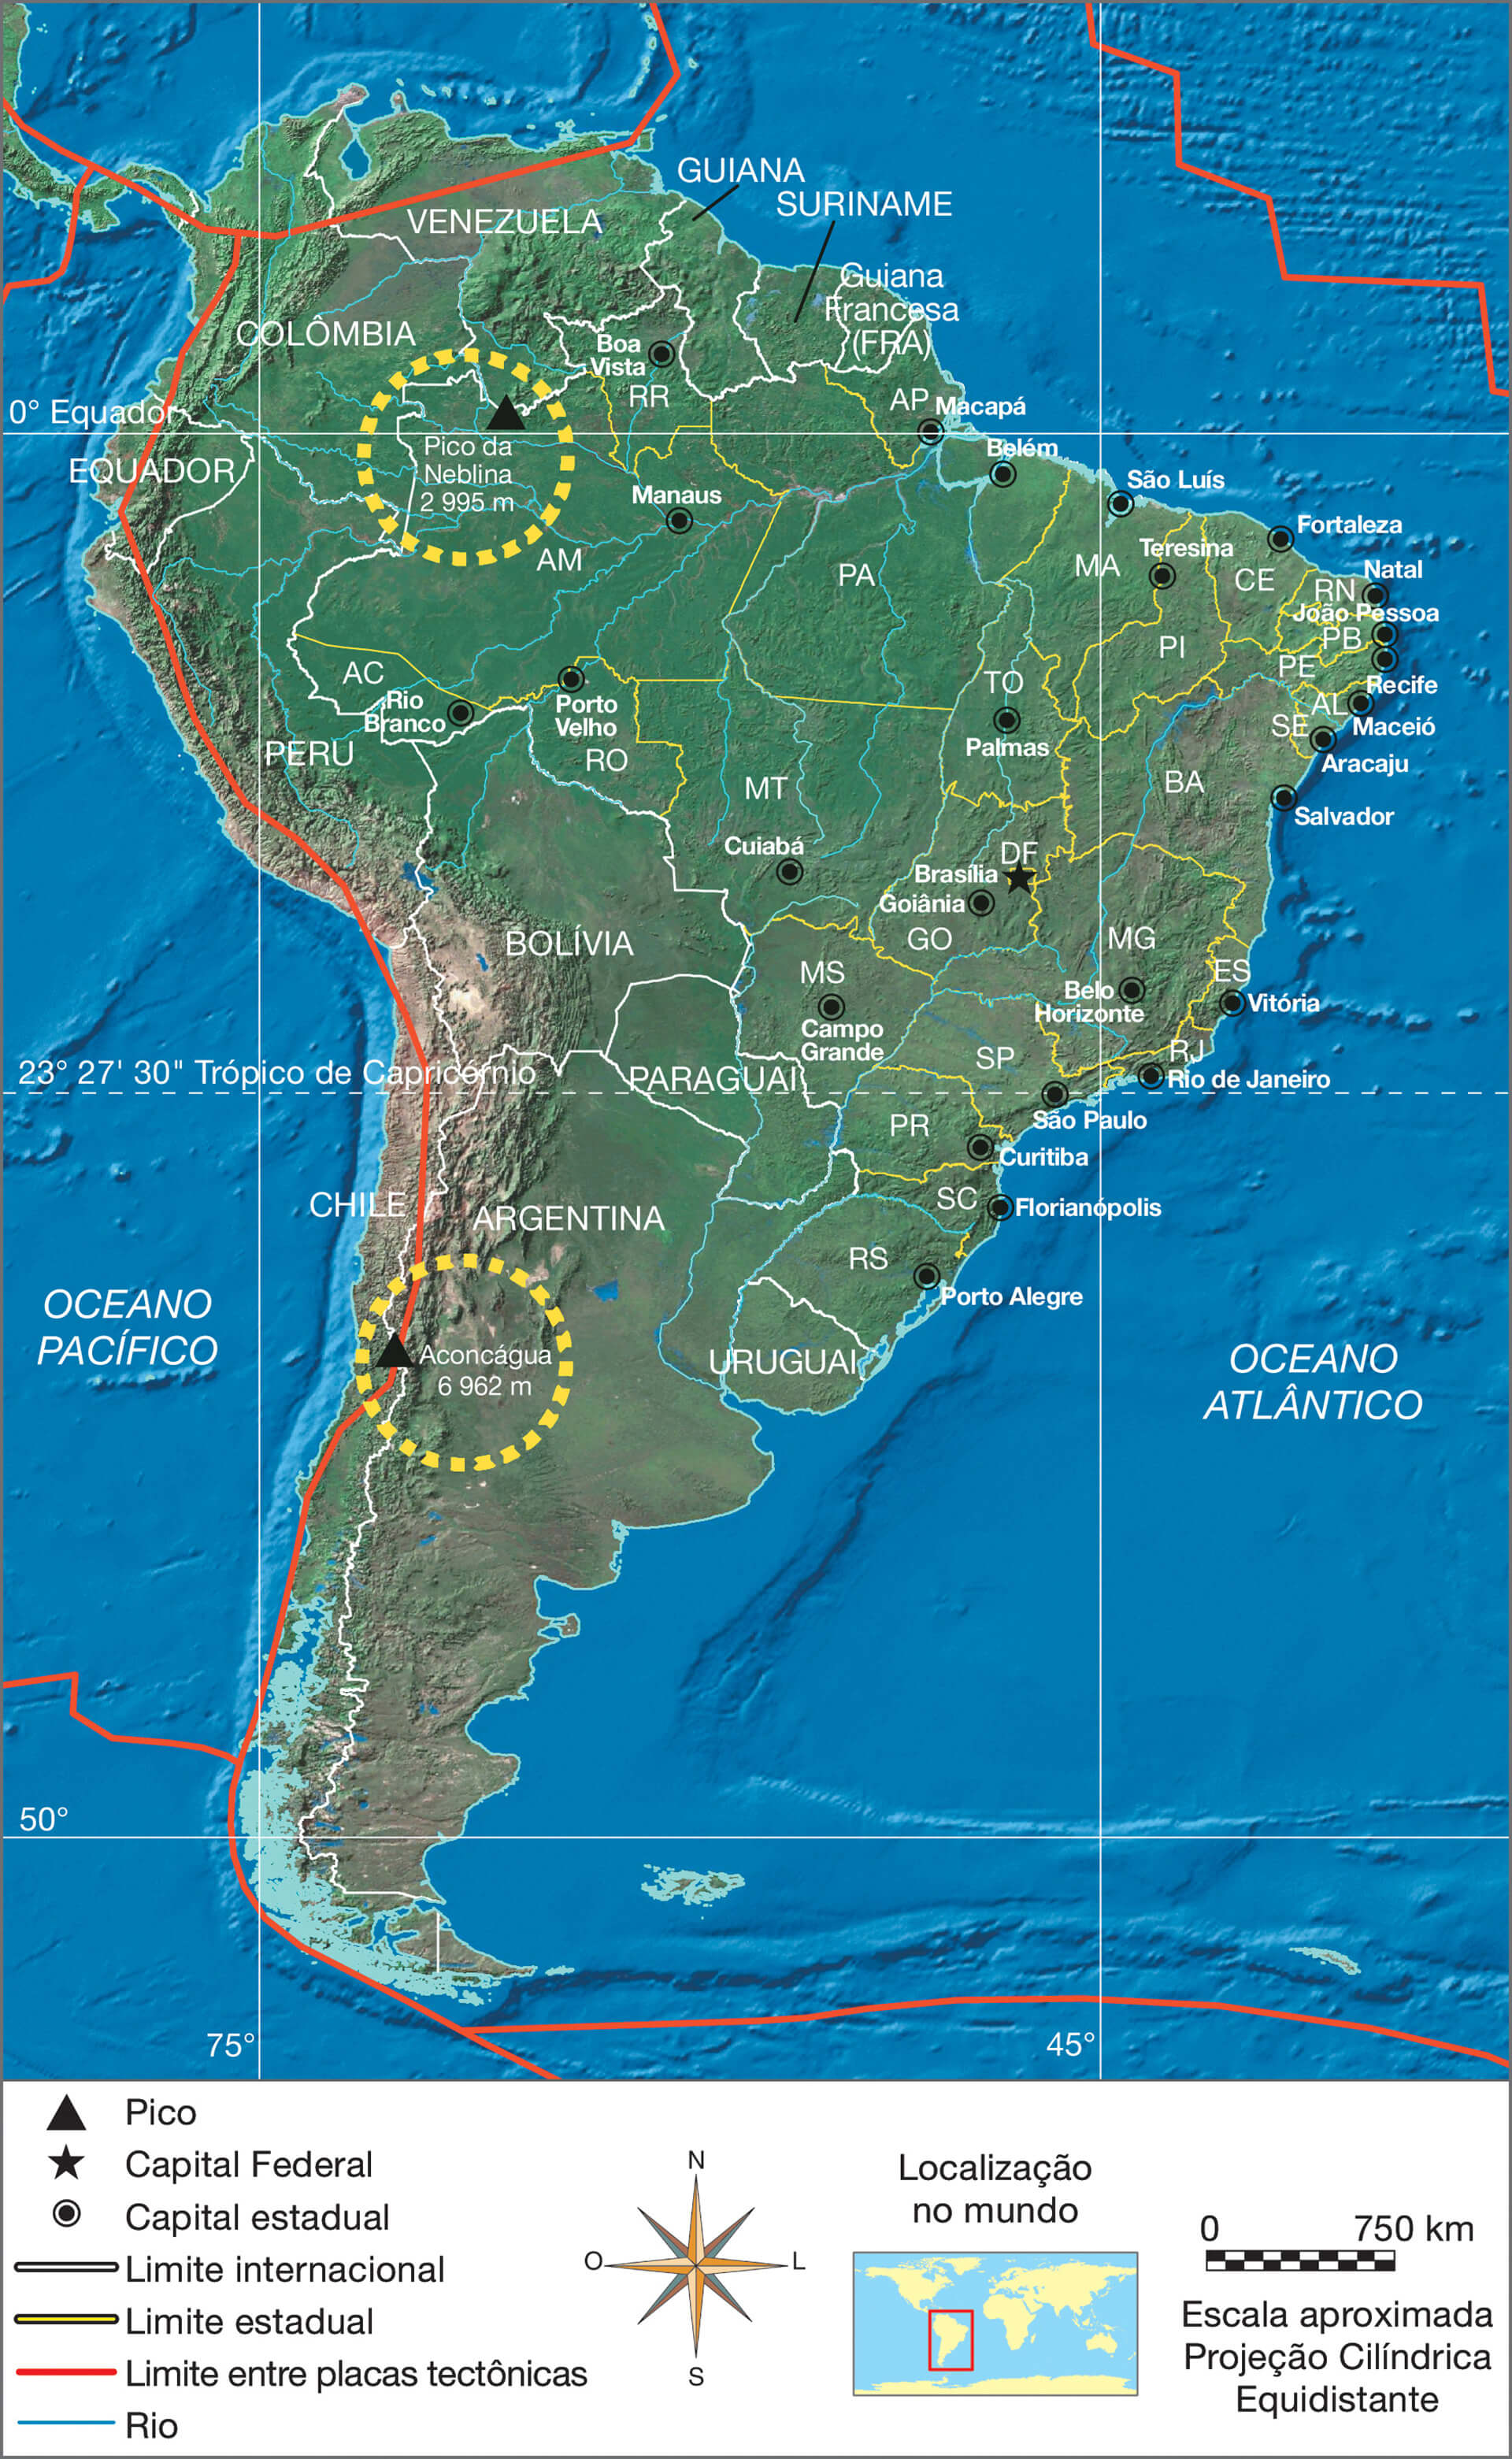 GUIANA
SURINAME
VENEZUELA
Guiana
Francesa
(FRA)
COLÔMBIA
Boa
Vista
RR
AP
Macapá
0° Equador
Belém
Pico da
Neblina
2 995 m
EQUADOR
Manaus
São Luís
Fortaleza
AM
PA
MA
Teresina
CE
RN
Natal
João Pessoa
PB
PI
PE
Recife
AC
Rio
Branco
Porto
Velho
TO
AL
Maceió
SE
Palmas
Aracaju
PERU
RO
MT
BA
Salvador
Cuiabá
DF
Brasília
Goiânia
GO
BOLÍVIA
MG
MS
ES
Belo
Horizonte
Vitória
Campo
Grande
SP
RJ
23° 27' 30" Trópico de Capricórnio
PARAGUAI
Rio de Janeiro
São Paulo
PR
Curitiba
CHILE
ARGENTINA
SC
Florianópolis
RS
Porto Alegre
OCEANO
PACÍFICO
Aconcágua
6 962 m
URUGUAI
OCEANO
ATLÂNTICO
50°
75°
45°
Pico
Capital Federal
Capital estadual
Limite internacional
Limite estadual
Limite entre placas tectônicas
Rio
N
O
L
S
Localização
no mundo
0
750 km
Escala aproximada
Projeção Cilíndrica
Equidistante